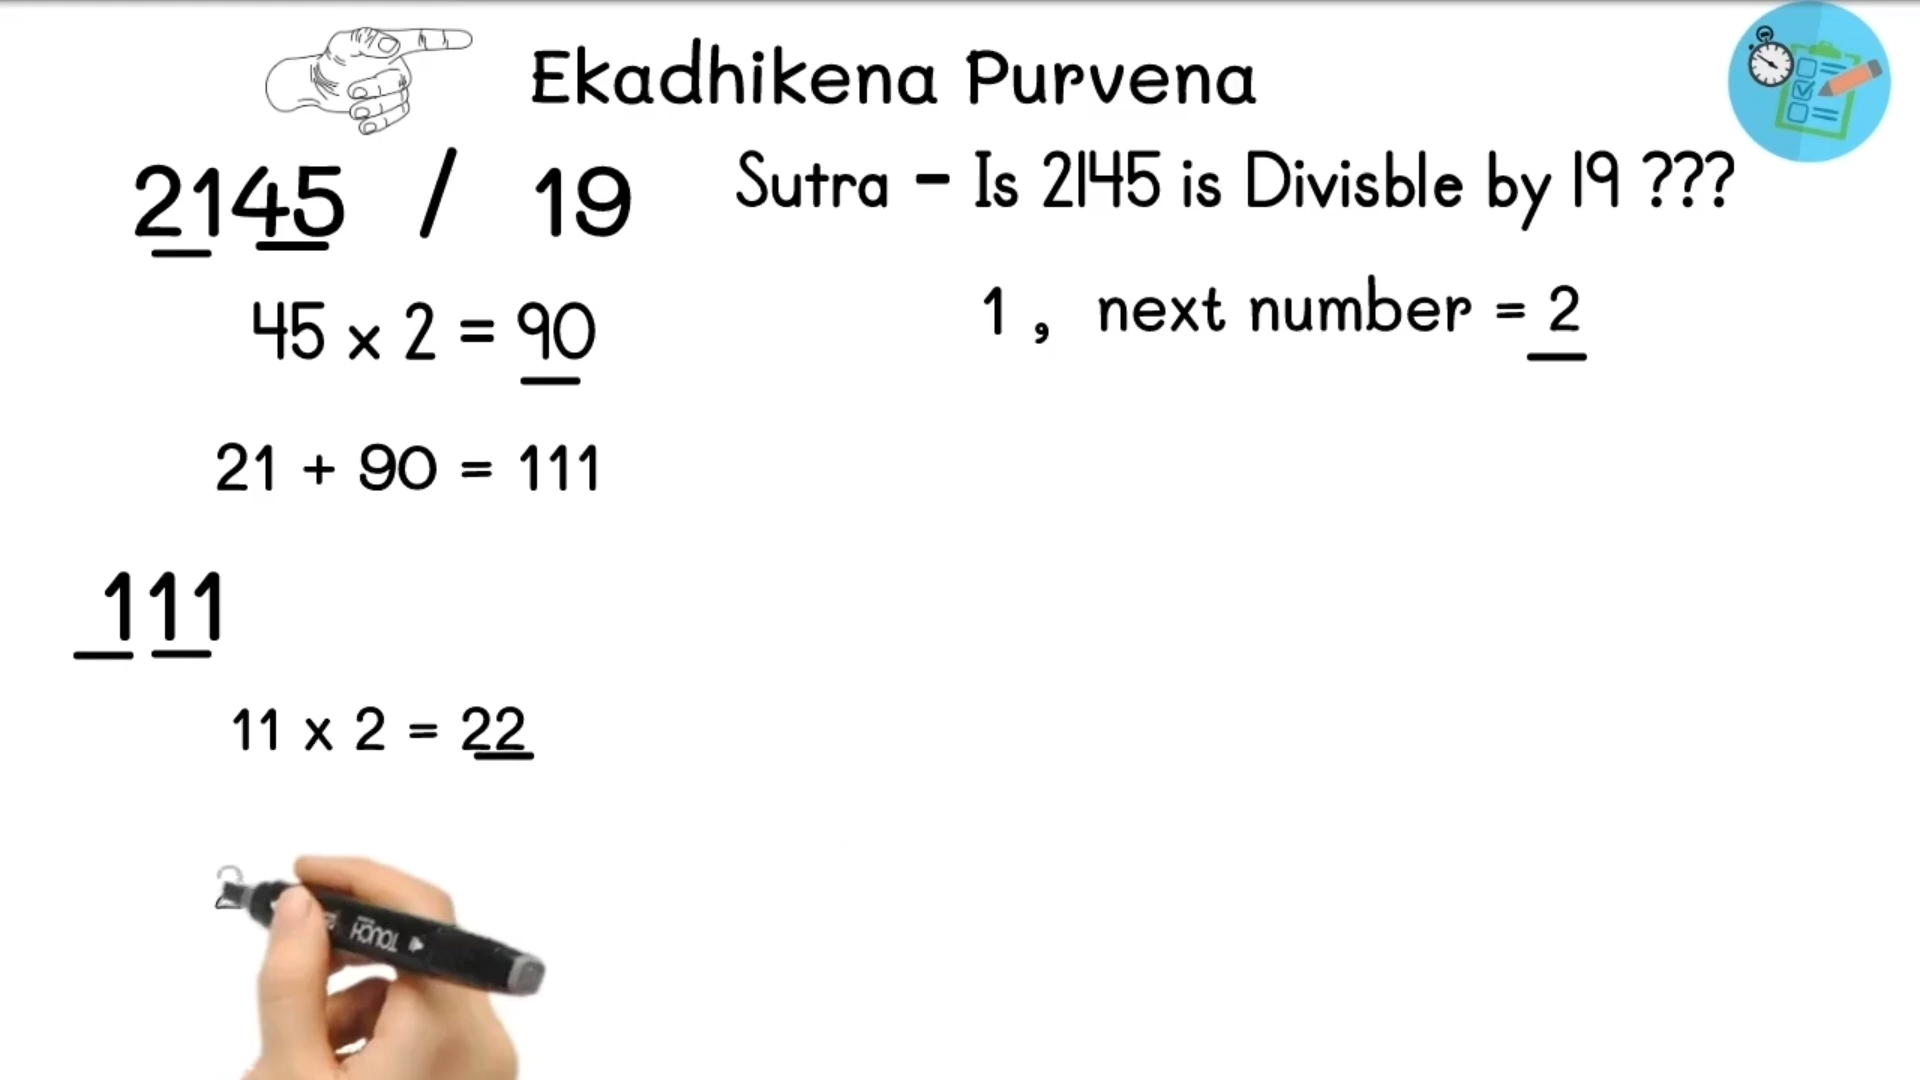 Ekadhikena Purvena
2145 / 19
Sutra - Is 2145 is Divisble by 19 ???
45 x 2 = 90
1 , next number = 2
21 + 90 = 111
111
11 x 2 = 22
TOUCH